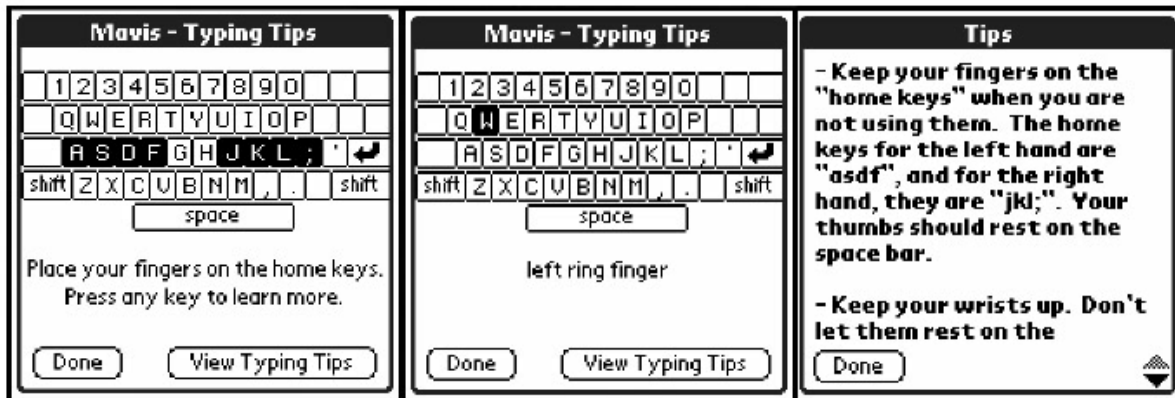 Mavis - Typing Tips
1 2 3 4 5 6 7 8 9 0
Q W E R T Y U I O P
A S D F G H J K L ; '
shift Z X C V B N M , . shift
space
Place your fingers on the home keys.
Press any key to learn more.
Done View Typing Tips
Mavis - Typing Tips
1 2 3 4 5 6 7 8 9 0
Q W E R T Y U I O P
A S D F G H J K L ; '
shift Z X C V B N M , . shift
space
left ring finger
Done View Typing Tips
Tips
- Keep your fingers on the
"home keys" when you are
not using them. The home
keys for the left hand are
"asdf", and for the right
hand, they are "jkl;". Your
thumbs should rest on the
space bar.
- Keep your wrists up. Don't
let them rest on the
Done